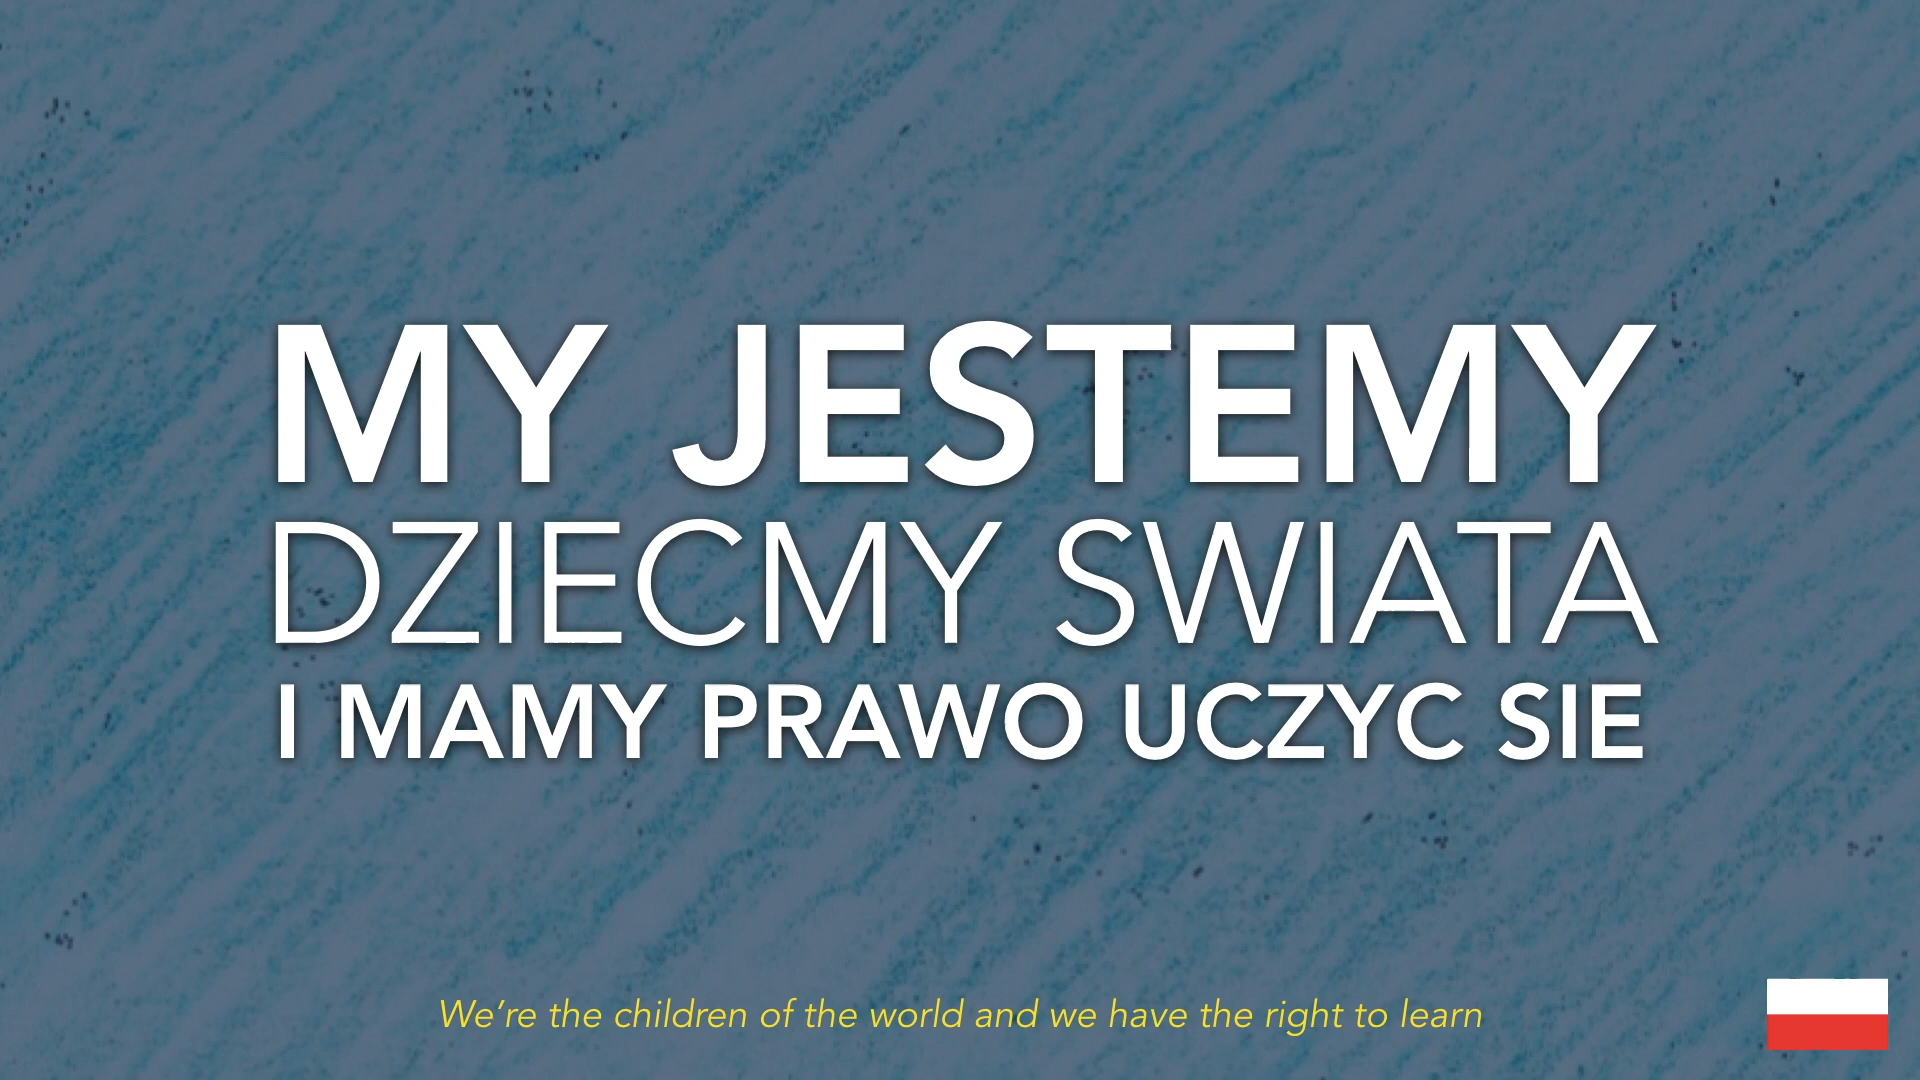 MY JESTEMY
DZIECMY SWIATA
I MAMY PRAWO UCZYC SIE
We’re the children of the world and we have the right to learn